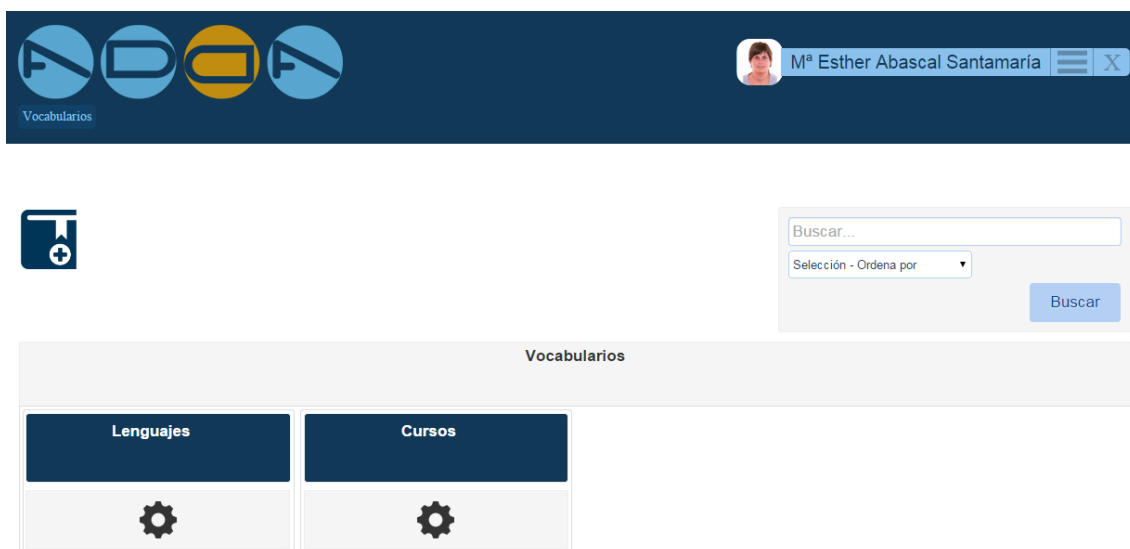 Mª Esther Abascal Santamaría X
Vocabularios
Buscar...
Selección - Ordena por
Buscar
Vocabularios
Lenguajes
Cursos